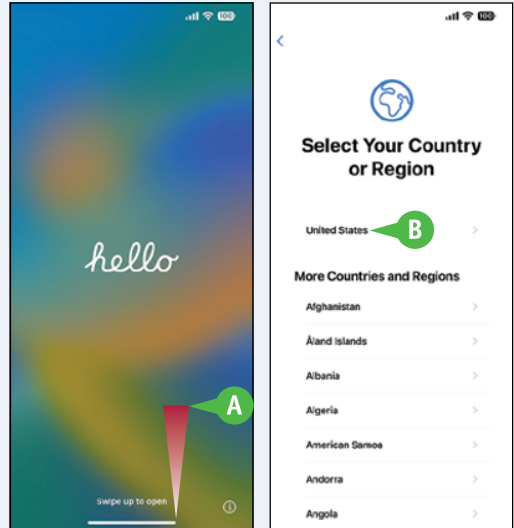 100
hello
A
Swipe up to open
100
Select Your Country
or Region
United States
B
More Countries and Regions
Afghanistan
Åland Islands
Albania
Algeria
American Samoa
Andorra
Angola